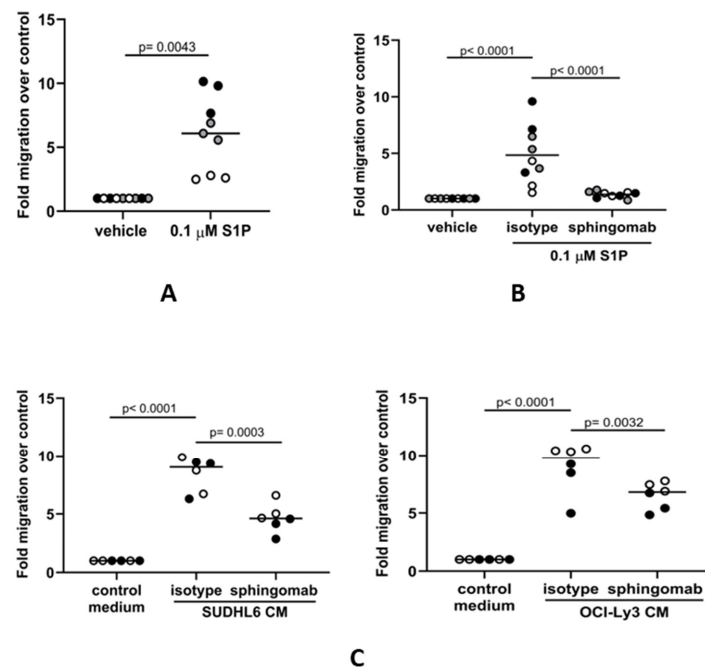 Fold migration over control
15
10
5
0
p= 0.0043
vehicle 0.1 μM S1P
A
Fold migration over control
15
10
5
0
p< 0.0001
p< 0.0001
vehicle isotype sphingomab
0.1 μM S1P
B
Fold migration over control
15
10
5
0
p< 0.0001
p= 0.0003
control isotype sphingomab
medium SUDHL6 CM
Fold migration over control
15
10
5
0
p< 0.0001
p= 0.0032
control isotype sphingomab
medium OCI-Ly3 CM
C